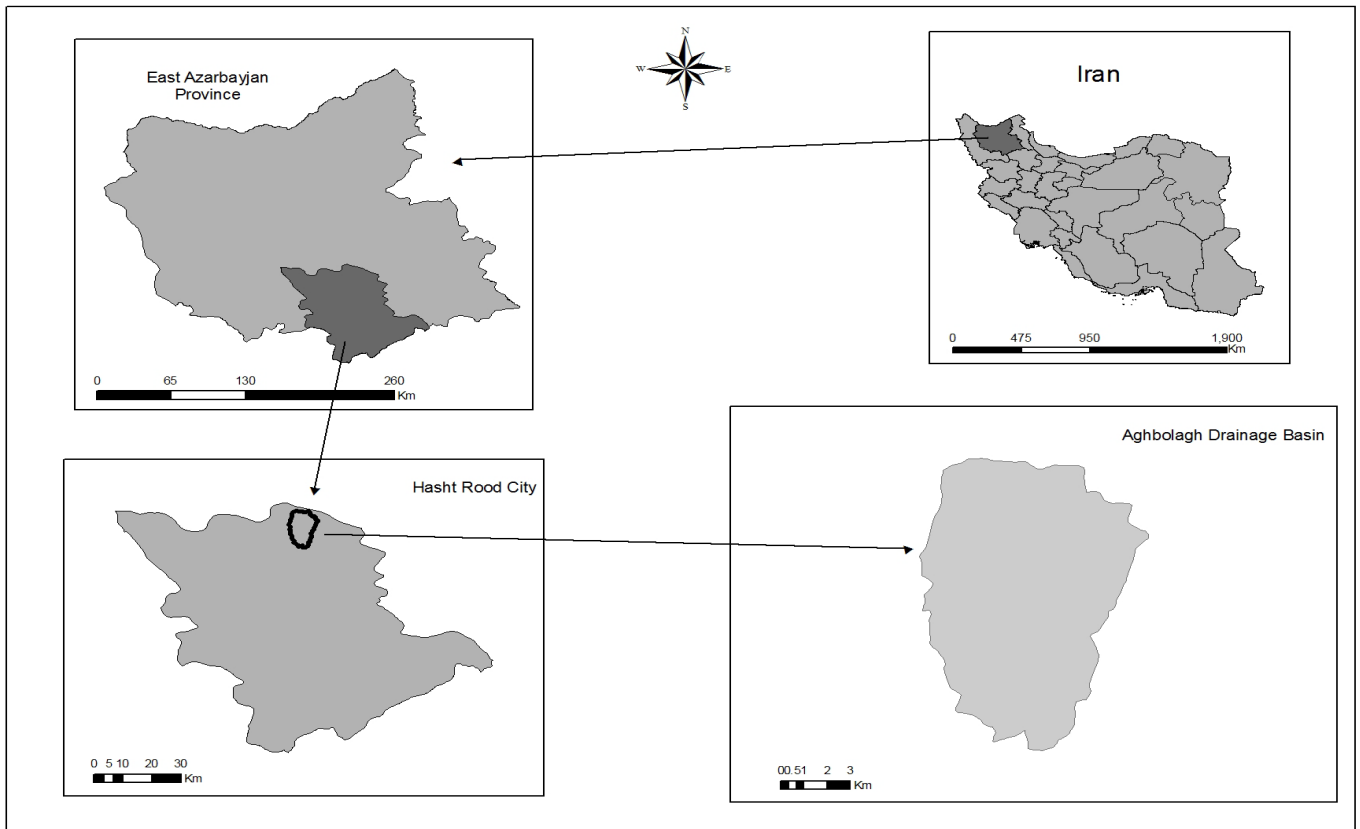 East Azarbayjan
Province
0 65 130 260
Km
N
W E
S
Iran
0 475 950 1,900
Km
Hasht Rood City
0 5 10 20 30
Km
Aghbolagh Drainage Basin
00.51 2 3
Km